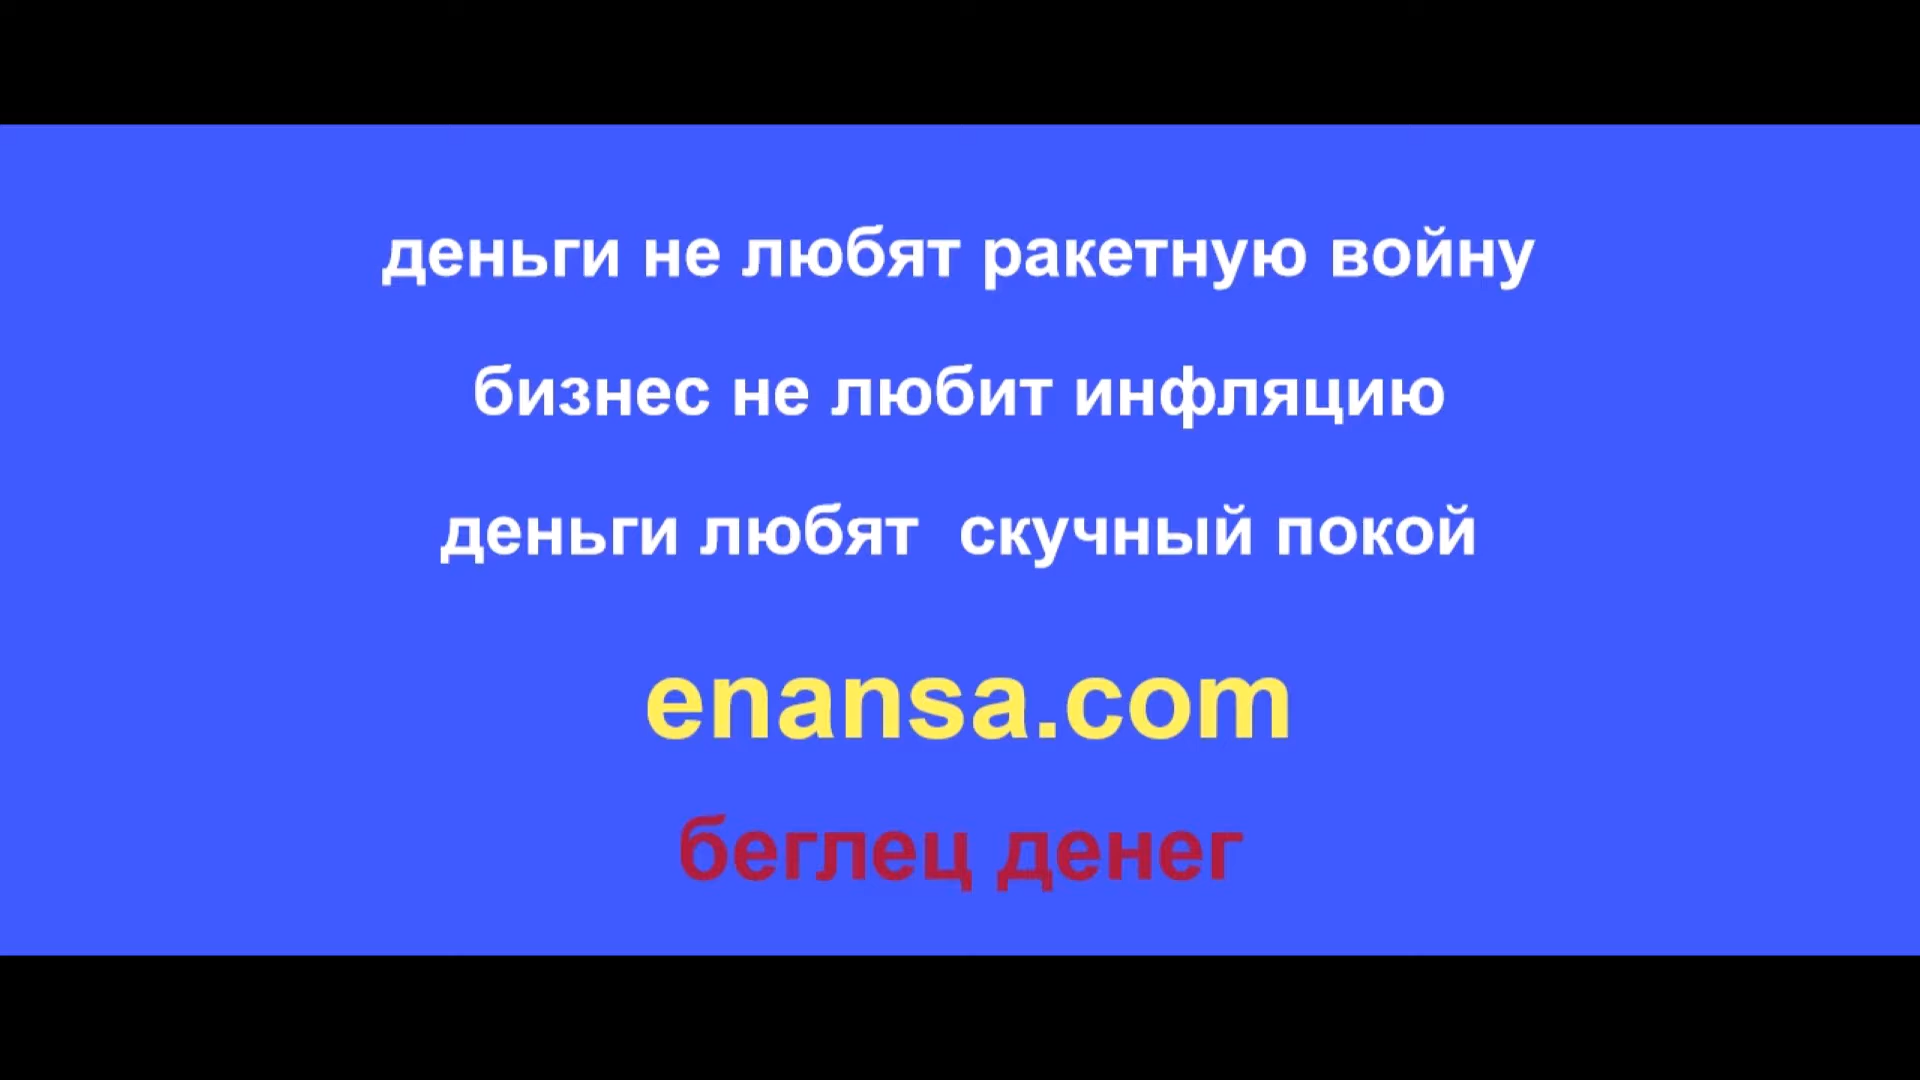 деньги не любят ракетную войну
бизнес не любит инфляцию
деньги любят  скучный покой
enansa.com
беглец денег